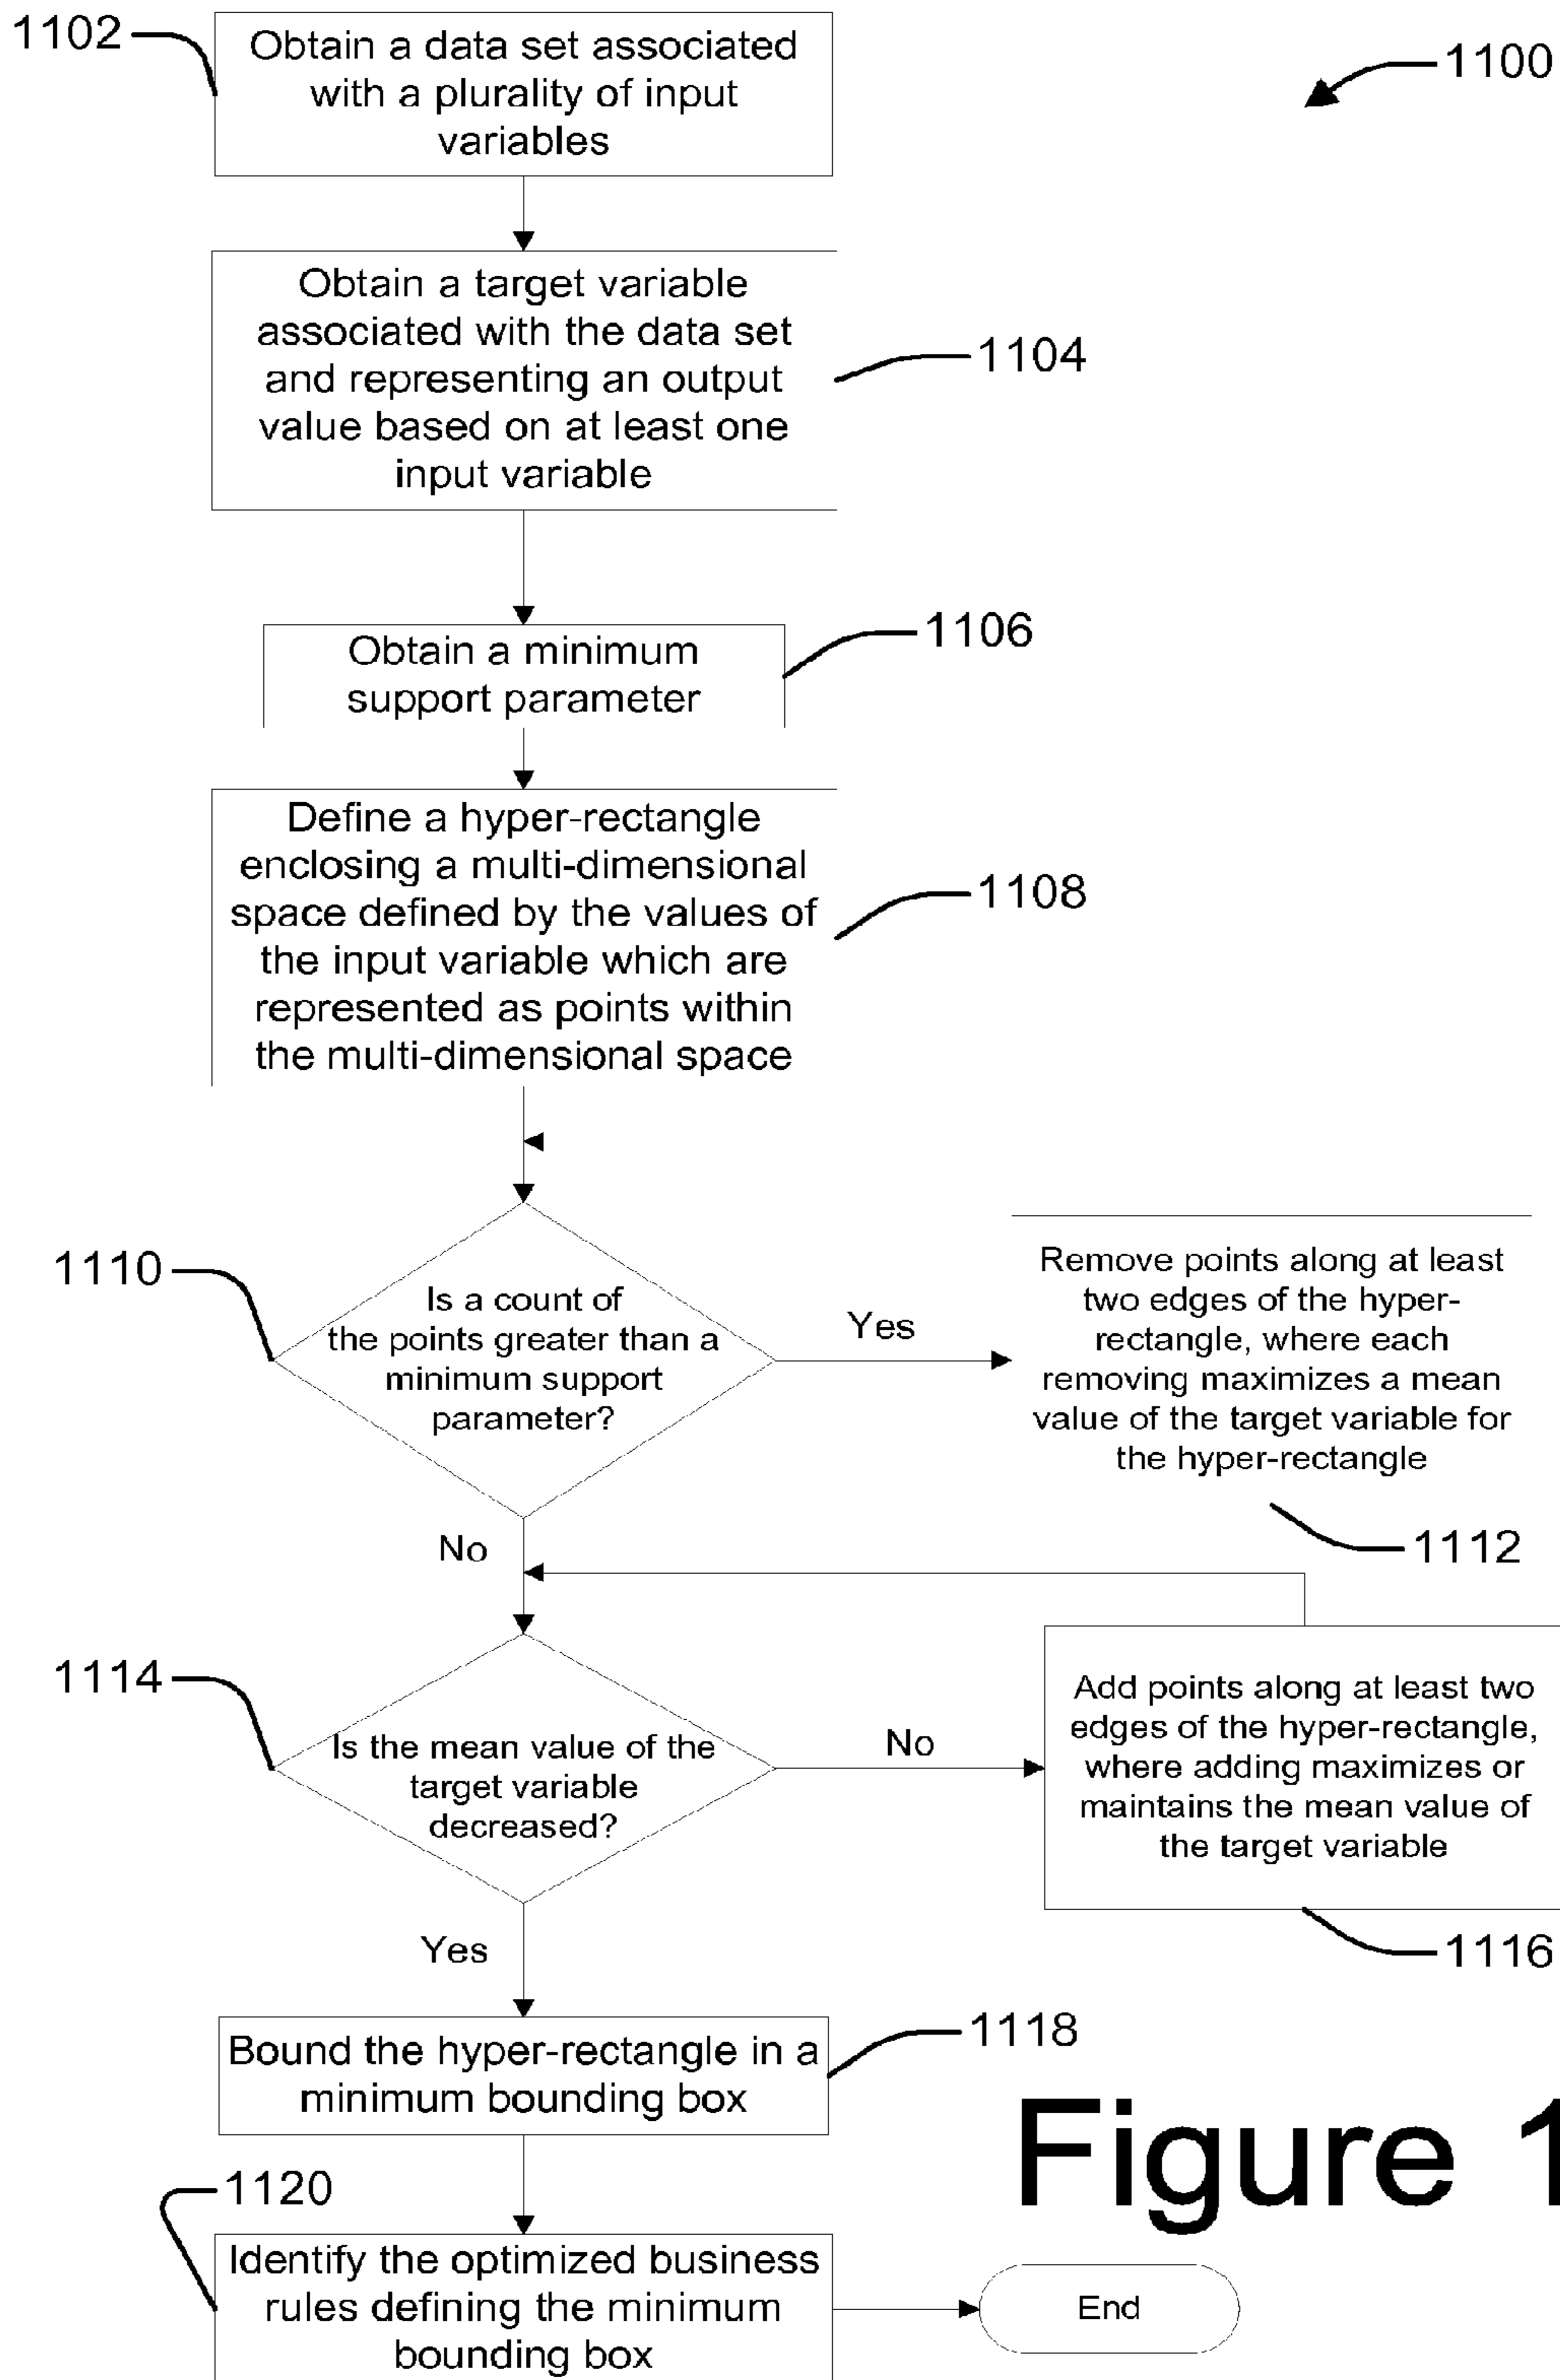 1102
Obtain a data set associated
with a plurality of input
variables
1100
Obtain a target variable
associated with the data set
and representing an output
value based on at least one
input variable
1104
Obtain a minimum
support parameter
1106
Define a hyper-rectangle
enclosing a multi-dimensional
space defined by the values of
the input variable which are
represented as points within
the multi-dimensional space
1108
1110
Is a count of
the points greater than a
minimum support
parameter?
Yes
Remove points along at least
two edges of the hyper-
rectangle, where each
removing maximizes a mean
value of the target variable for
the hyper-rectangle
1112
No
1114
Is the mean value of the
target variable
decreased?
No
Add points along at least two
edges of the hyper-rectangle,
where adding maximizes or
maintains the mean value of
the target variable
1116
Yes
Bound the hyper-rectangle in a
minimum bounding box
1118
1120
Identify the optimized business
rules defining the minimum
bounding box
End
Figure 1